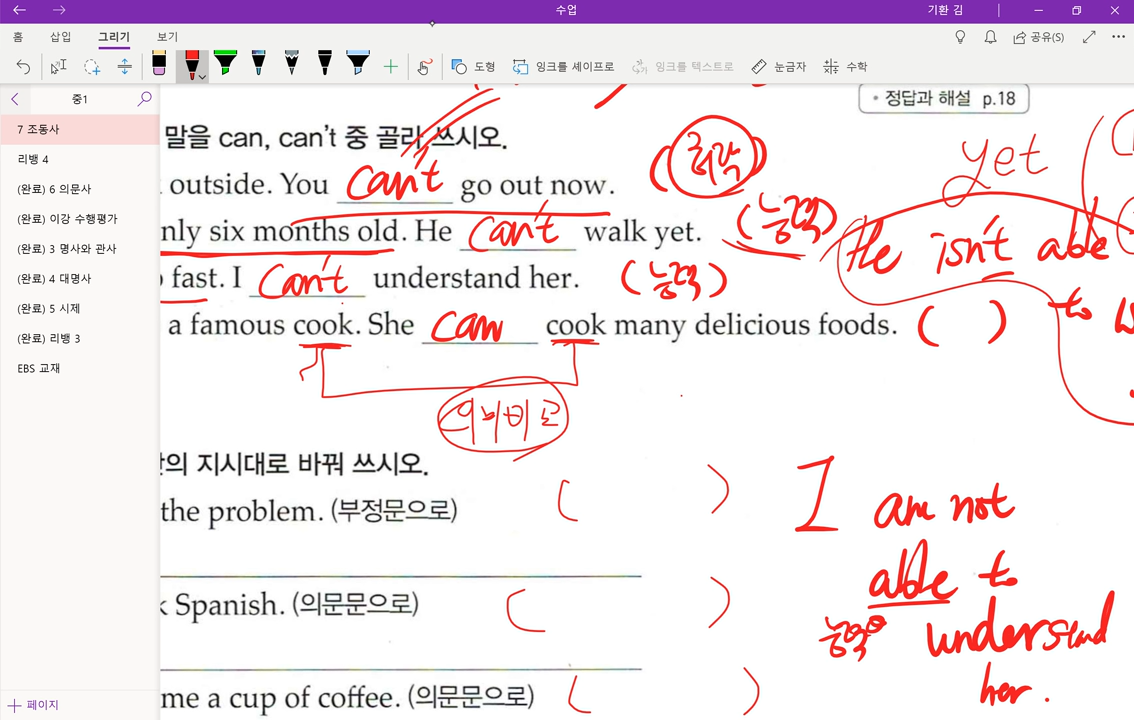 수업
기환 김
홈 삽입 그리기 보기
공유(S)
도형 잉크를 셰이프로 잉크를 텍스트로 눈금자 수학
중1
7 조동사
리뱅 4
(완료) 6 의문사
(완료) 이강 수행평가
(완료) 3 명사와 관사
(완료) 4 대명사
(완료) 5 시제
(완료) 리뱅 3
EBS 교재
페이지
• 정답과 해설 p.18
말을 can, can't 중 골라 쓰시오.
outside. You can't go out now. (허락)
nly six months old. He can't walk yet. (능력)
fast. I can't understand her. (능력)
a famous cook. She can cook many delicious foods. ( )
yet
He isn't able
to
의 지시대로 바꿔 쓰시오.
the problem. (부정문으로) ( )
Spanish. (의문문으로) ( )
me a cup of coffee. (의문문으로) ( )
I am not
able to
understand
her.